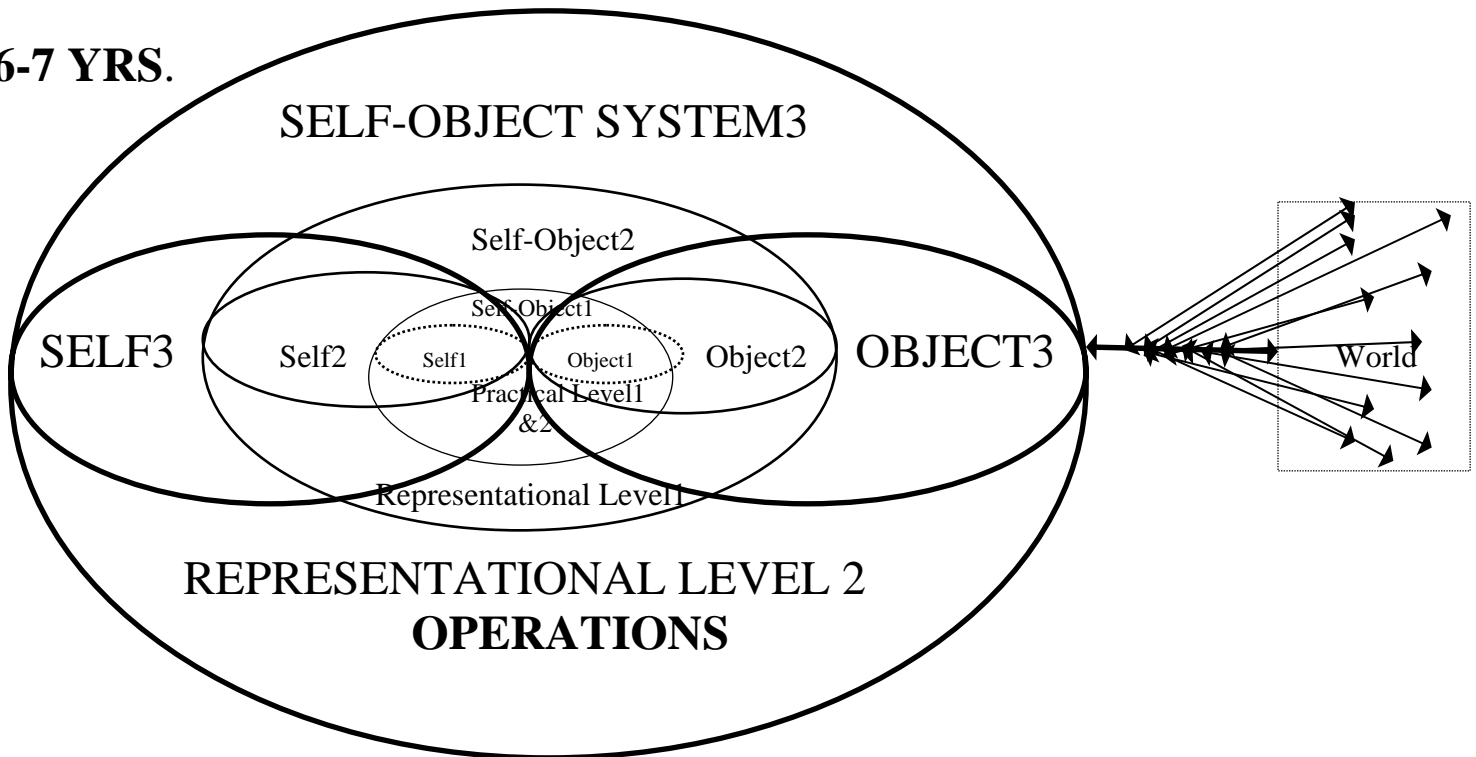 6-7 YRS.
SELF-OBJECT SYSTEM3
Self-Object2
Self-Object1
SELF3
Self2
Self1
Object1
Object2
OBJECT3
World
Practical Level1
&2
Representational Level1
REPRESENTATIONAL LEVEL 2
OPERATIONS